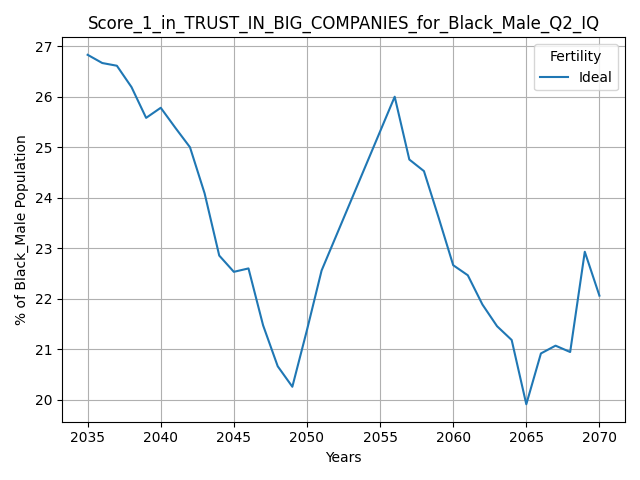 Score_1_in_TRUST_IN_BIG_COMPANIES_for_Black_Male_Q2_IQ
Fertility
Ideal
27
26
25
24
23
22
21
20
% of Black_Male Population
2035 2040 2045 2050 2055 2060 2065 2070
Years